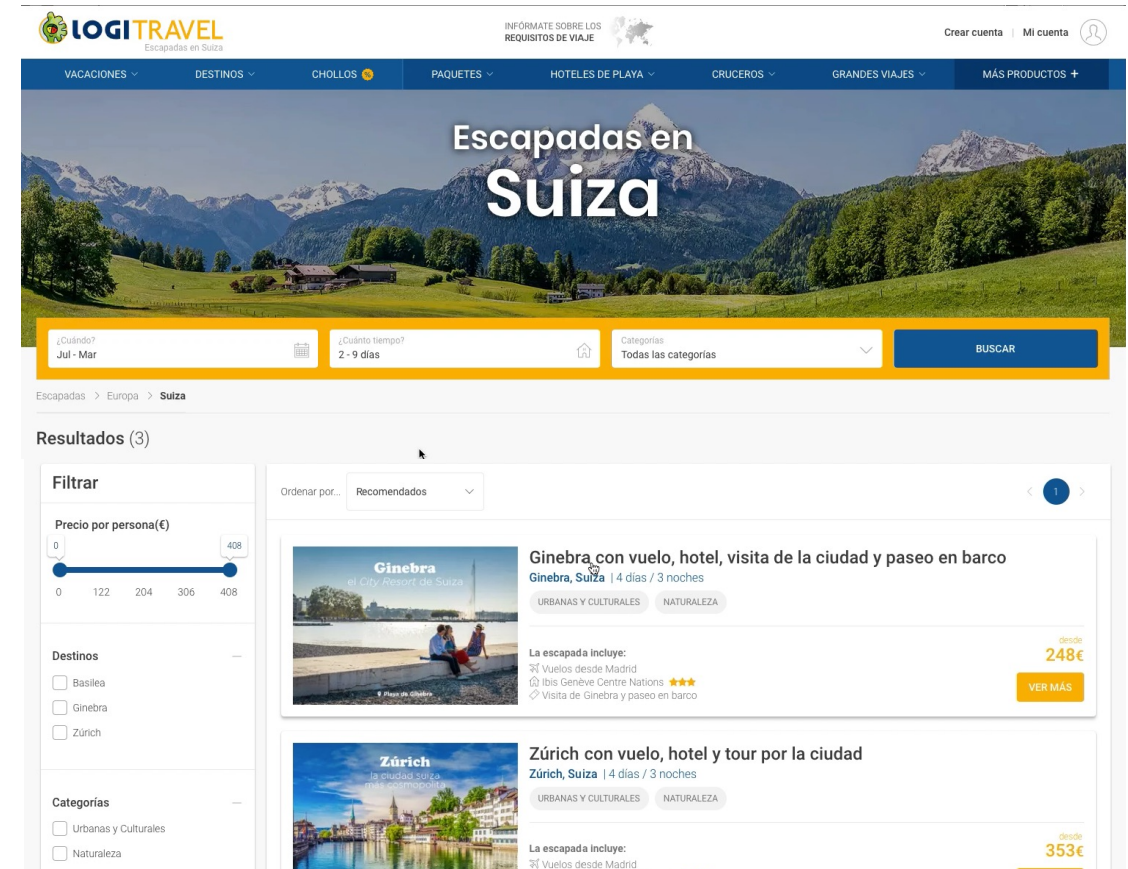 LOGITRAVEL
Escapadas en Suiza
INFÓRMATE SOBRE LOS
REQUISITOS DE VIAJE
Crear cuenta | Mi cuenta
VACACIONES DESTINOS CHOLLOS % PAQUETES HOTELES DE PLAYA CRUCEROS GRANDES VIAJES MÁS PRODUCTOS +
Escapadas en
Suiza
¿Cuándo?
Jul - Mar
¿Cuánto tiempo?
2 - 9 días
Categorías
Todas las categorías
BUSCAR
Escapadas > Europa > Suiza
Resultados (3)
Filtrar
Precio por persona(€)
0 408
0 122 204 306 408
Destinos
Basilea
Ginebra
Zúrich
Categorías
Urbanas y Culturales
Naturaleza
Ordenar por... Recomendados
< 1 >
Ginebra
el City Resort de Suiza
Playa de Ginebra
Ginebra con vuelo, hotel, visita de la ciudad y paseo en barco
Ginebra, Suiza | 4 días / 3 noches
URBANAS Y CULTURALES NATURALEZA
La escapada incluye:
Vuelos desde Madrid
Ibis Genève Centre Nations
Visita de Ginebra y paseo en barco
desde
248€
VER MÁS
Zúrich
la ciudad suiza
más cosmopolita
Zúrich con vuelo, hotel y tour por la ciudad
Zúrich, Suiza | 4 días / 3 noches
URBANAS Y CULTURALES NATURALEZA
La escapada incluye:
Vuelos desde Madrid
desde
353€